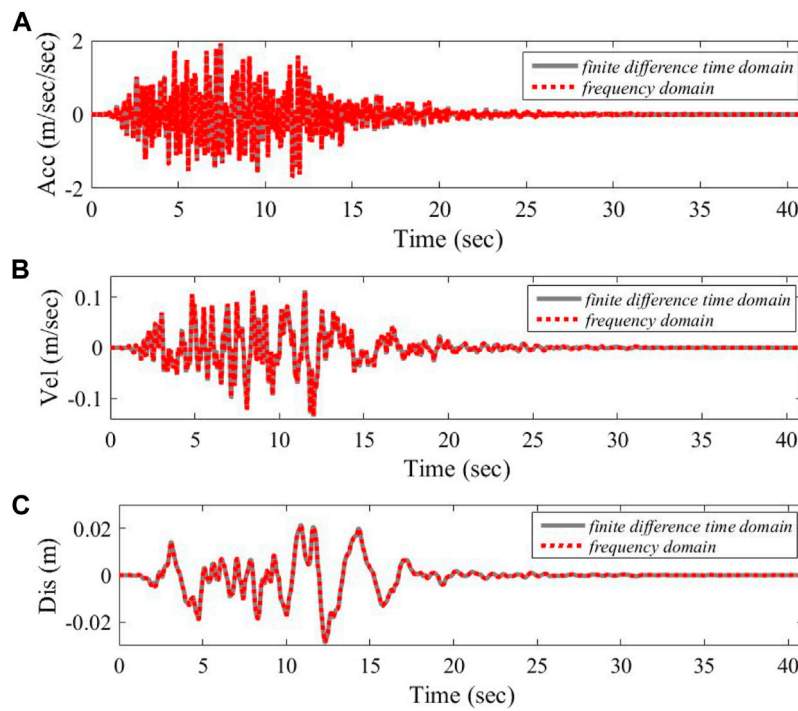 A
Acc (m/sec/sec)
2
0
-2
finite difference time domain
frequency domain
0 5 10 15 20 25 30 35 40
Time (sec)
B
Vel (m/sec)
0.1
0
-0.1
finite difference time domain
frequency domain
0 5 10 15 20 25 30 35 40
Time (sec)
C
Dis (m)
0.02
0
-0.02
finite difference time domain
frequency domain
0 5 10 15 20 25 30 35 40
Time (sec)